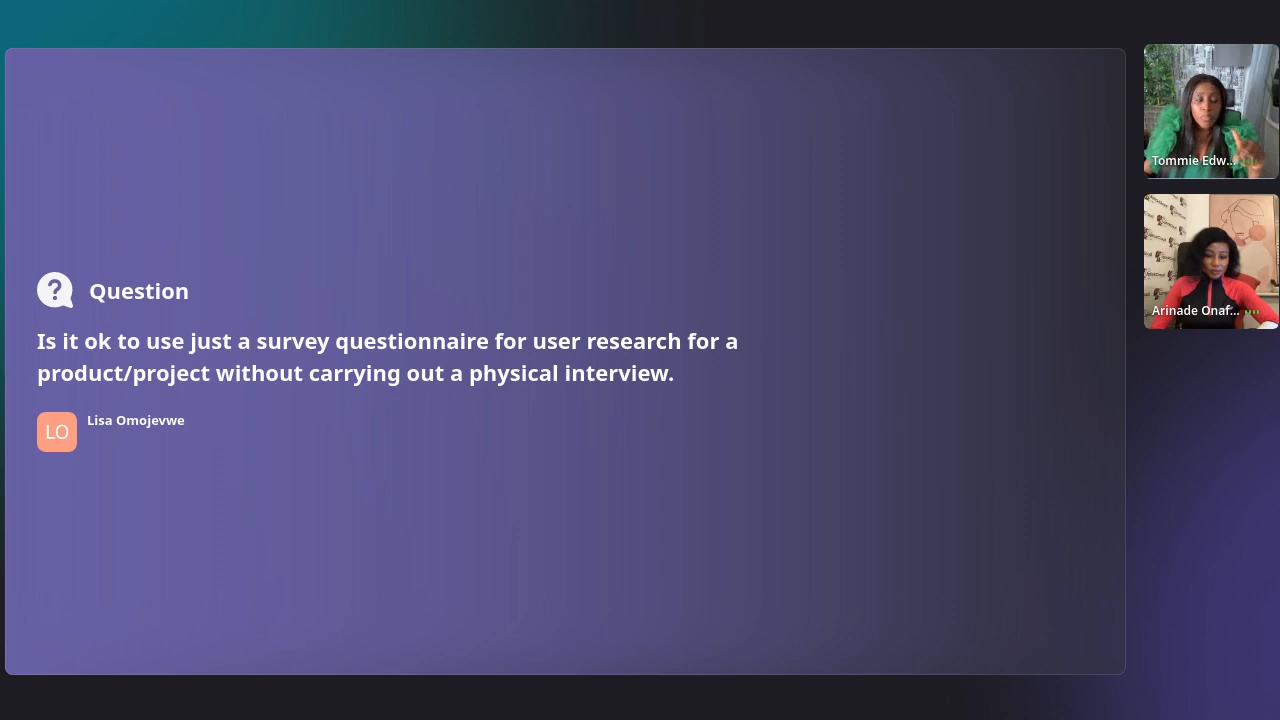 Question
Is it ok to use just a survey questionnaire for user research for a
product/project without carrying out a physical interview.
LO
Lisa Omojevwe
Tommie Edw...
Arinade Onaf...